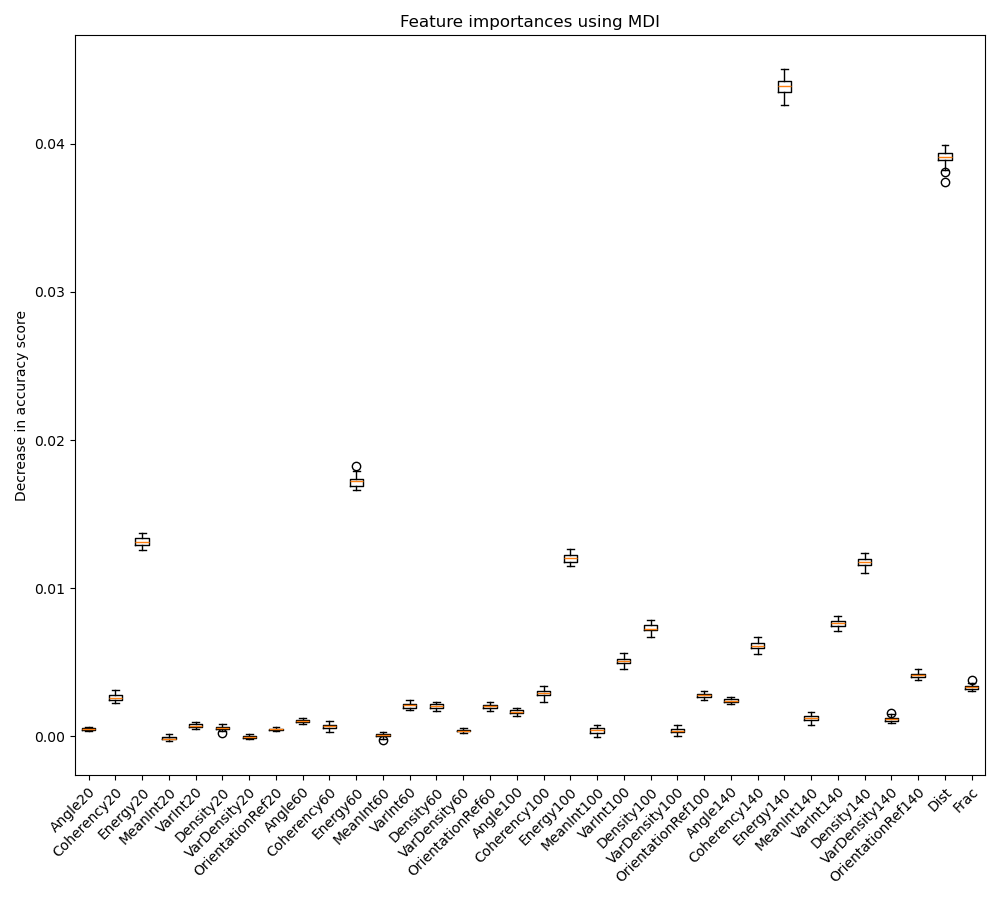 Feature importances using MDI
Decrease in accuracy score
0.04
0.03
0.02
0.01
0.00
Angle20
Coherency20
Energy20
MeanInt20
VarInt20
Density20
VarDensity20
OrientationRef20
Angle60
Coherency60
Energy60
MeanInt60
VarInt60
Density60
VarDensity60
OrientationRef60
Angle100
Coherency100
Energy100
MeanInt100
VarInt100
Density100
VarDensity100
OrientationRef100
Angle140
Coherency140
Energy140
MeanInt140
VarInt140
Density140
VarDensity140
OrientationRef140
Dist
Frac